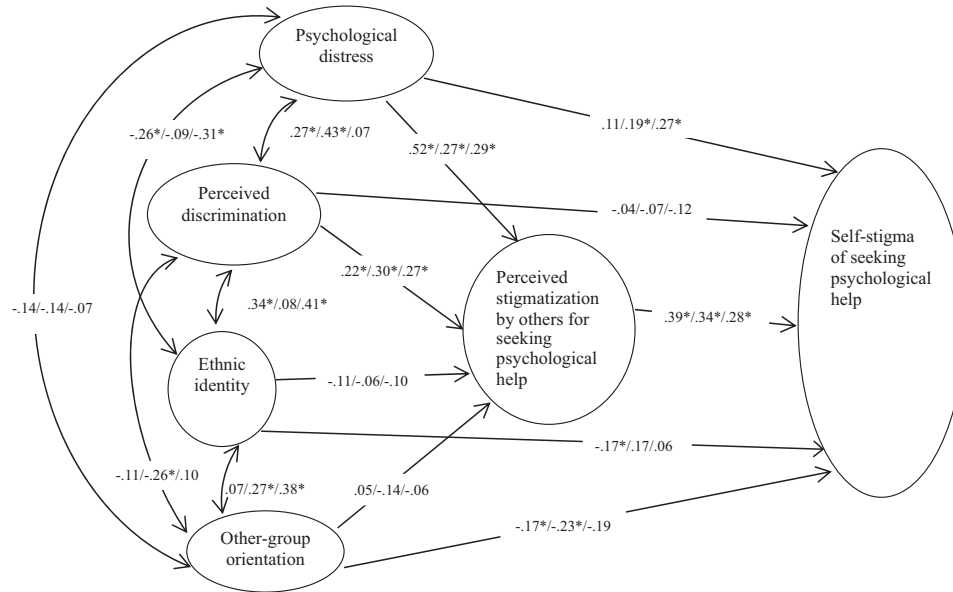 Psychological
distress
-.26*/-.09/-.31*
.27*/.43*/.07
.11/.19*/.27*
.52*/.27*/.29*
Perceived
discrimination
-.04/-.07/-.12
Self-stigma
of seeking
psychological
help
.22*/.30*/.27*
Perceived
stigmatization
by others for
seeking
psychological
help
-.14/-.14/-.07
.34*/.08/.41*
.39*/.34*/.28*
Ethnic
identity
-.11/-.06/-.10
-.17*/.17/.06
-.11/-.26*/.10
.07/.27*/.38*
.05/-.14/-.06
-.17*/-.23*/-.19
Other-group
orientation